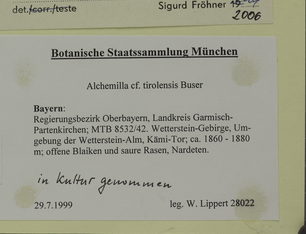 det./corr./teste Sigurd Fröhner
2006
Botanische Staatssammlung München
Alchemilla cf. tirolensis Buser
Bayern:
Regierungsbezirk Oberbayern, Landkreis Garmisch-
Partenkirchen; MTB 8532/42. Wetterstein-Gebirge, Um-
gebung der Wetterstein-Alm, Kämi-Tor; ca. 1860 - 1880
m; offene Blaiken und saure Rasen, Nardeten.
in Kultur genommen
29.7.1999 leg. W. Lippert 28022